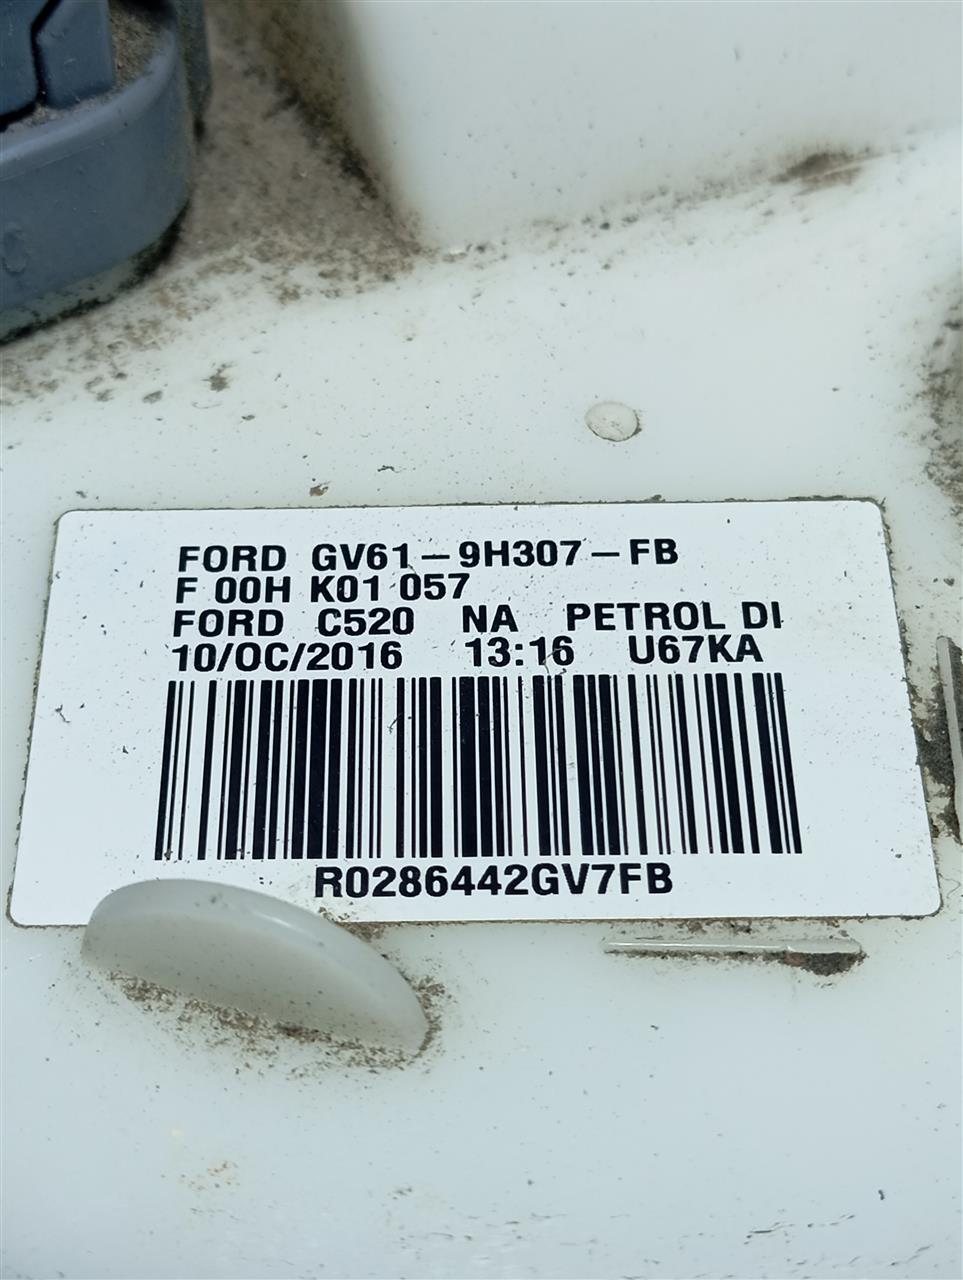 FORD GV61-9H307-FB
F 00H K01 057
FORD C520 NA PETROL DI
10/OC/2016 13:16 U67KA
R0286442GV7FB